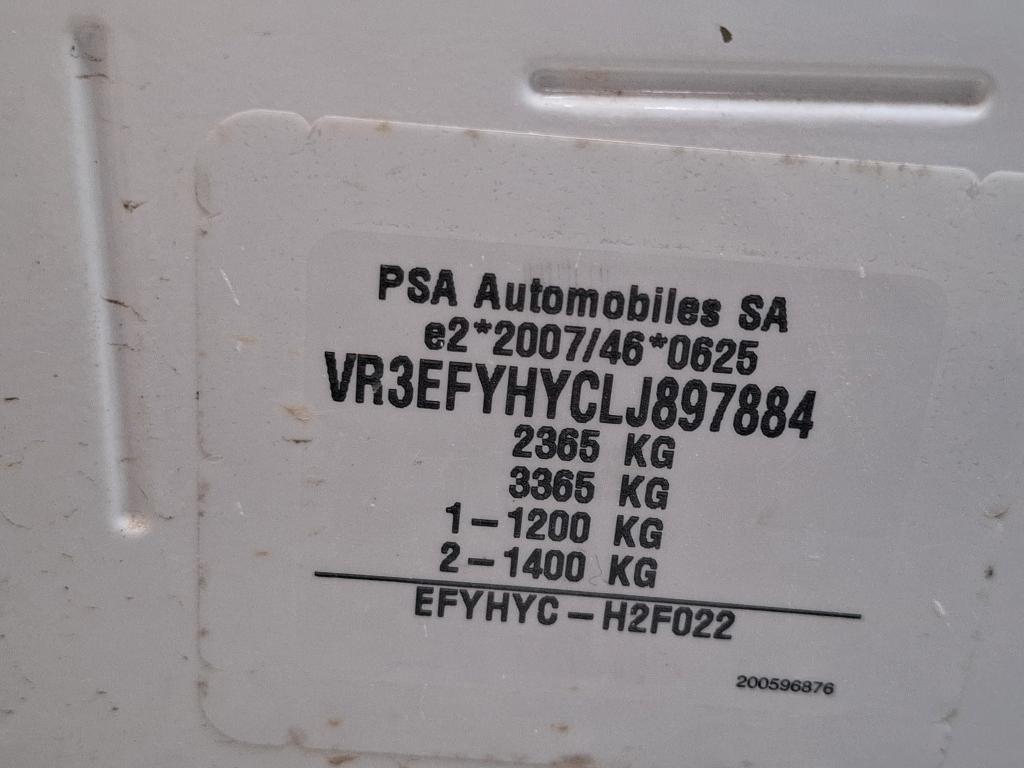 PSA Automobiles SA
e2*2007/46*0625
VR3EFYHYCLJ897884
2365 KG
3365 KG
1-1200 KG
2-1400 KG
EFYHYC-H2F022
200596876